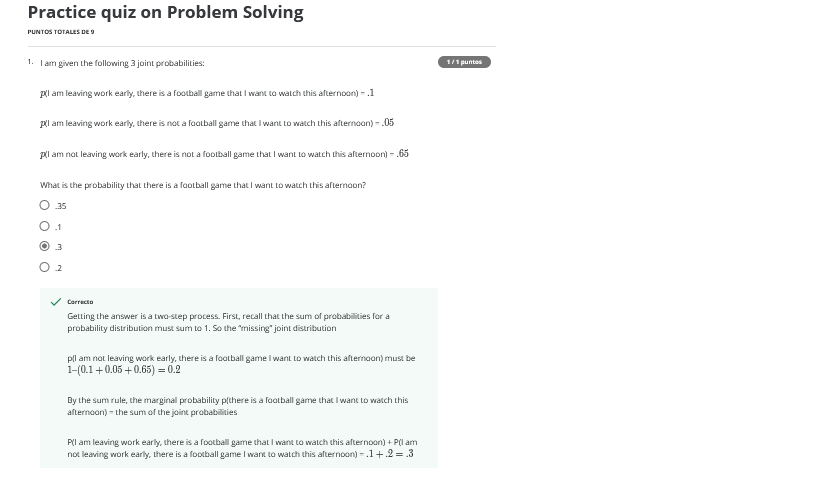 Practice quiz on Problem Solving
PUNTOS TOTALES DE 9
1. I am given the following 3 joint probabilities:
1 / 1 puntos
p(I am leaving work early, there is a football game that I want to watch this afternoon) = .1
p(I am leaving work early, there is not a football game that I want to watch this afternoon) = .05
p(I am not leaving work early, there is not a football game that I want to watch this afternoon) = .65
What is the probability that there is a football game that I want to watch this afternoon?
.35
.1
.3
.2
Correcto
Getting the answer is a two-step process. First, recall that the sum of probabilities for a
probability distribution must sum to 1. So the "missing" joint distribution
p(I am not leaving work early, there is a football game I want to watch this afternoon) must be
1–(0.1 + 0.05 + 0.65) = 0.2
By the sum rule, the marginal probability p(there is a football game that I want to watch this
afternoon) = the sum of the joint probabilities
P(I am leaving work early, there is a football game that I want to watch this afternoon) + P(I am
not leaving work early, there is a football game I want to watch this afternoon) = .1 + .2 = .3